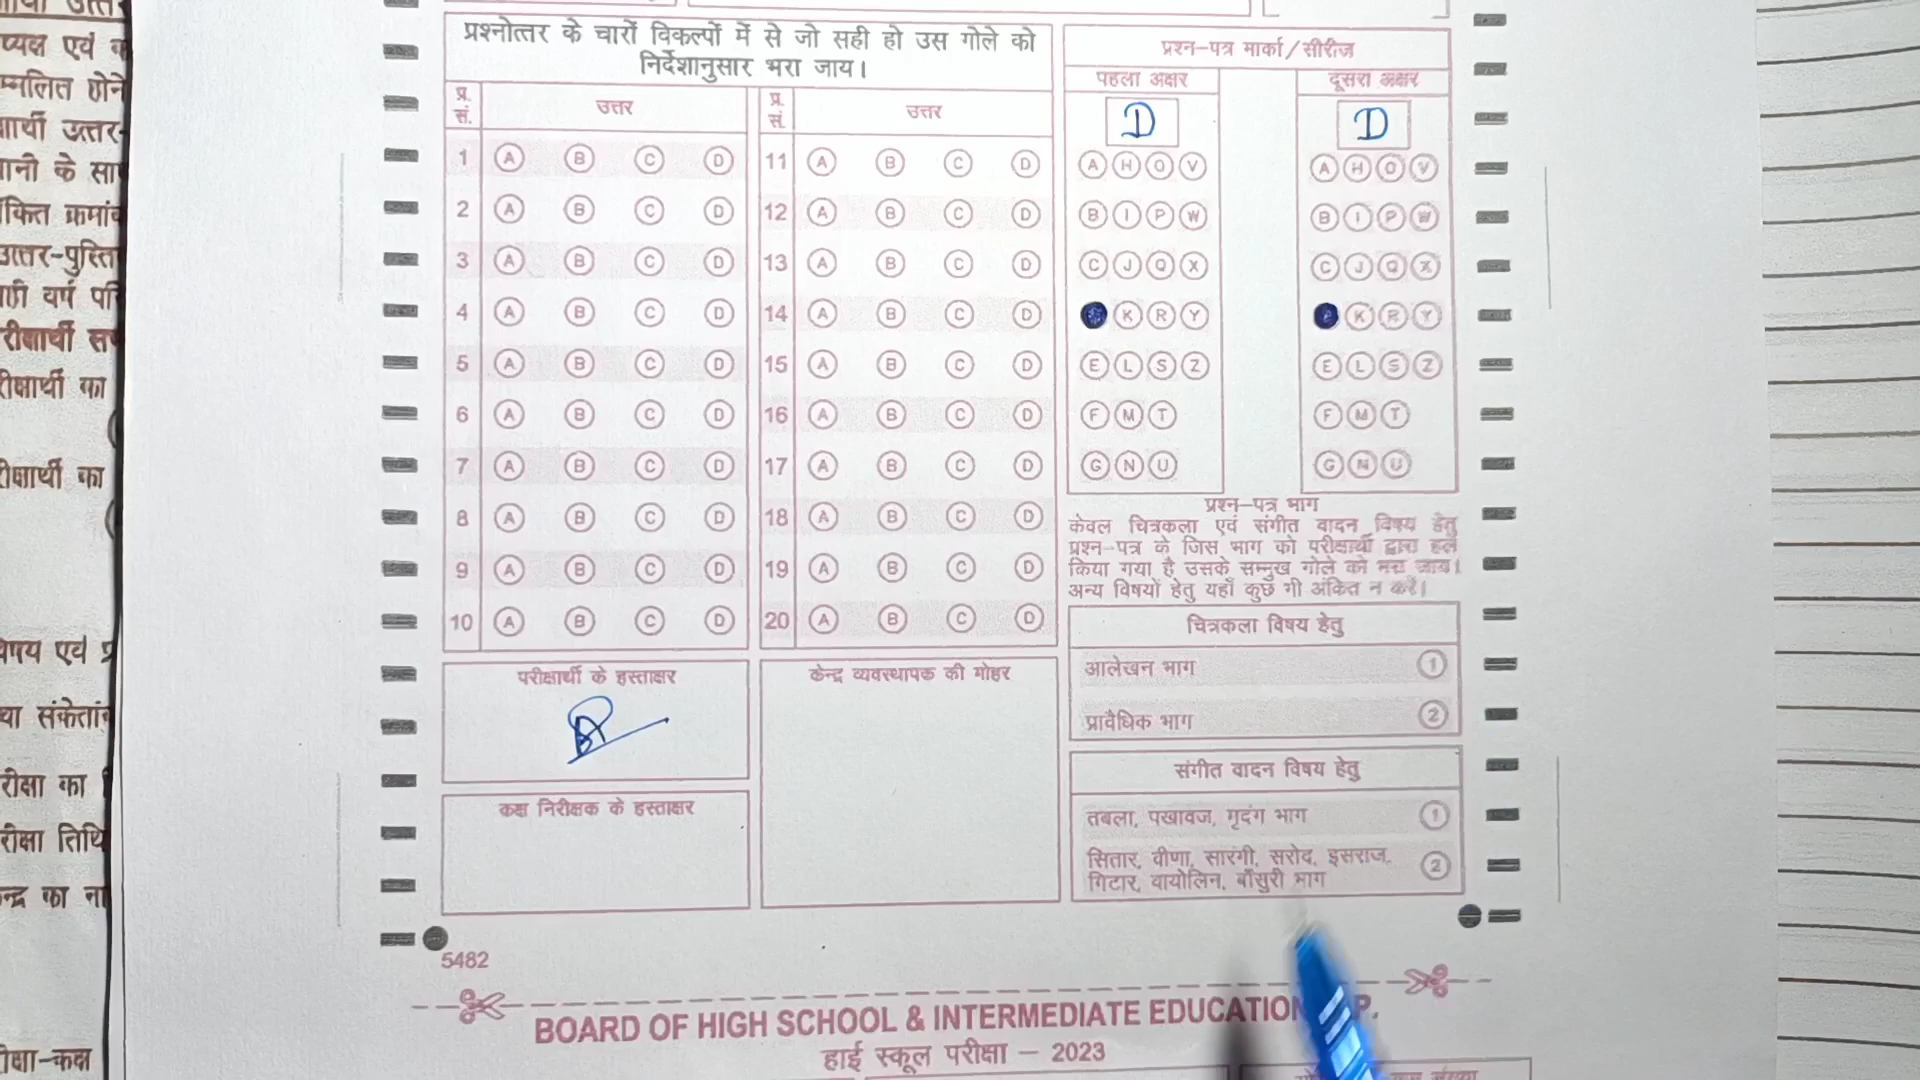 प्रश्नोत्तर के चारों विकल्पों में से जो सही हो उस गोले को
निर्देशानुसार भरा जाय।
प्र. सं. उत्तर प्र. सं. उत्तर
1 A B C D 11 A B C D
2 A B C D 12 A B C D
3 A B C D 13 A B C D
4 A B C D 14 A B C D
5 A B C D 15 A B C D
6 A B C D 16 A B C D
7 A B C D 17 A B C D
8 A B C D 18 A B C D
9 A B C D 19 A B C D
10 A B C D 20 A B C D
प्रश्न-पत्र मार्का/सीरीज
पहला अक्षर दूसरा अक्षर
D D
A H O V A H O V
B I P W B I P W
C J Q X C J Q X
K R Y K R Y
E L S Z E L S Z
F M T F M T
G N U G N U
प्रश्न-पत्र भाग
केवल चित्रकला एवं संगीत वादन विषय हेतु
प्रश्न-पत्र के जिस भाग को परीक्षार्थी द्वारा हल
किया गया है उसके सम्मुख गोले को भरा जाय।
अन्य विषयों हेतु यहाँ कुछ भी अंकित न करें।
चित्रकला विषय हेतु
आलेखन भाग 1
प्राविधिक भाग 2
संगीत वादन विषय हेतु
तबला, पखावज, मृदंग भाग 1
सितार, वीणा, सारंगी, सरोद, इसराज,
गिटार, वायोलिन, बाँसुरी भाग 2
परीक्षार्थी के हस्ताक्षर
केन्द्र व्यवस्थापक की मोहर
कक्ष निरीक्षक के हस्ताक्षर
5482
BOARD OF HIGH SCHOOL & INTERMEDIATE EDUCATION P.
हाई स्कूल परीक्षा – 2023